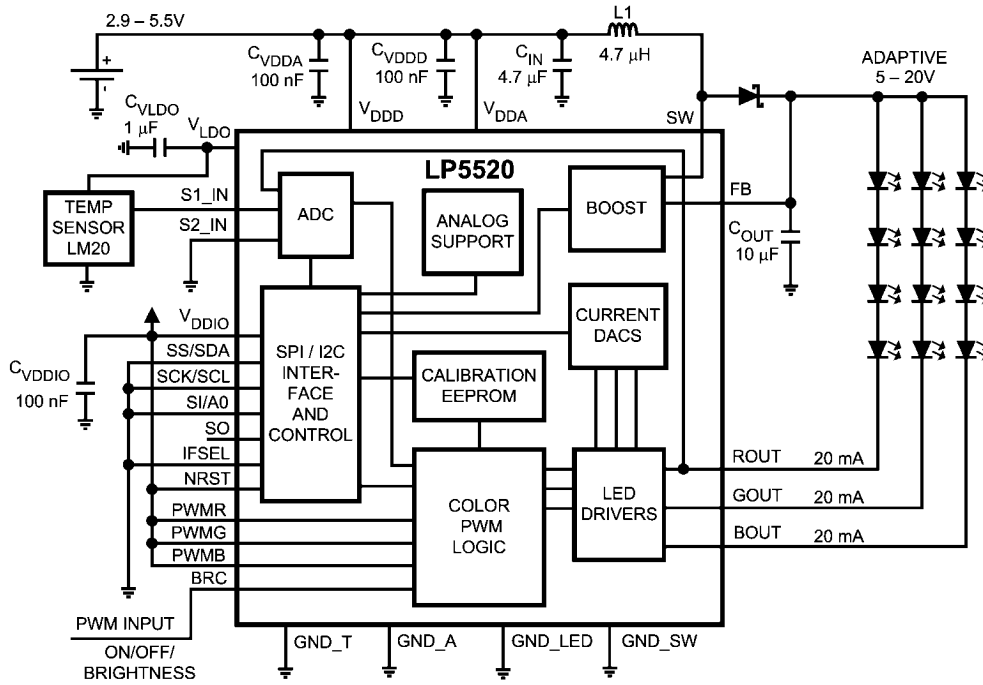 2.9 – 5.5V
+
-
C_VDDA
100 nF
C_VDDD
100 nF
C_IN
4.7 µF
L1
4.7 µH
ADAPTIVE
5 – 20V
C_VLDO
1 µF
V_LDO
V_DDD
V_DDA
SW
LP5520
TEMP
SENSOR
LM20
S1_IN
S2_IN
ADC
ANALOG
SUPPORT
BOOST
FB
C_OUT
10 µF
V_DDIO
C_VDDIO
100 nF
SS/SDA
SCK/SCL
SI/A0
SO
IFSEL
NRST
PWMR
PWMG
PWMB
BRC
SPI / I2C
INTER-
FACE
AND
CONTROL
CURRENT
DACS
CALIBRATION
EEPROM
COLOR
PWM
LOGIC
LED
DRIVERS
ROUT 20 mA
GOUT 20 mA
BOUT 20 mA
PWM INPUT
ON/OFF/
BRIGHTNESS
GND_T
GND_A
GND_LED
GND_SW